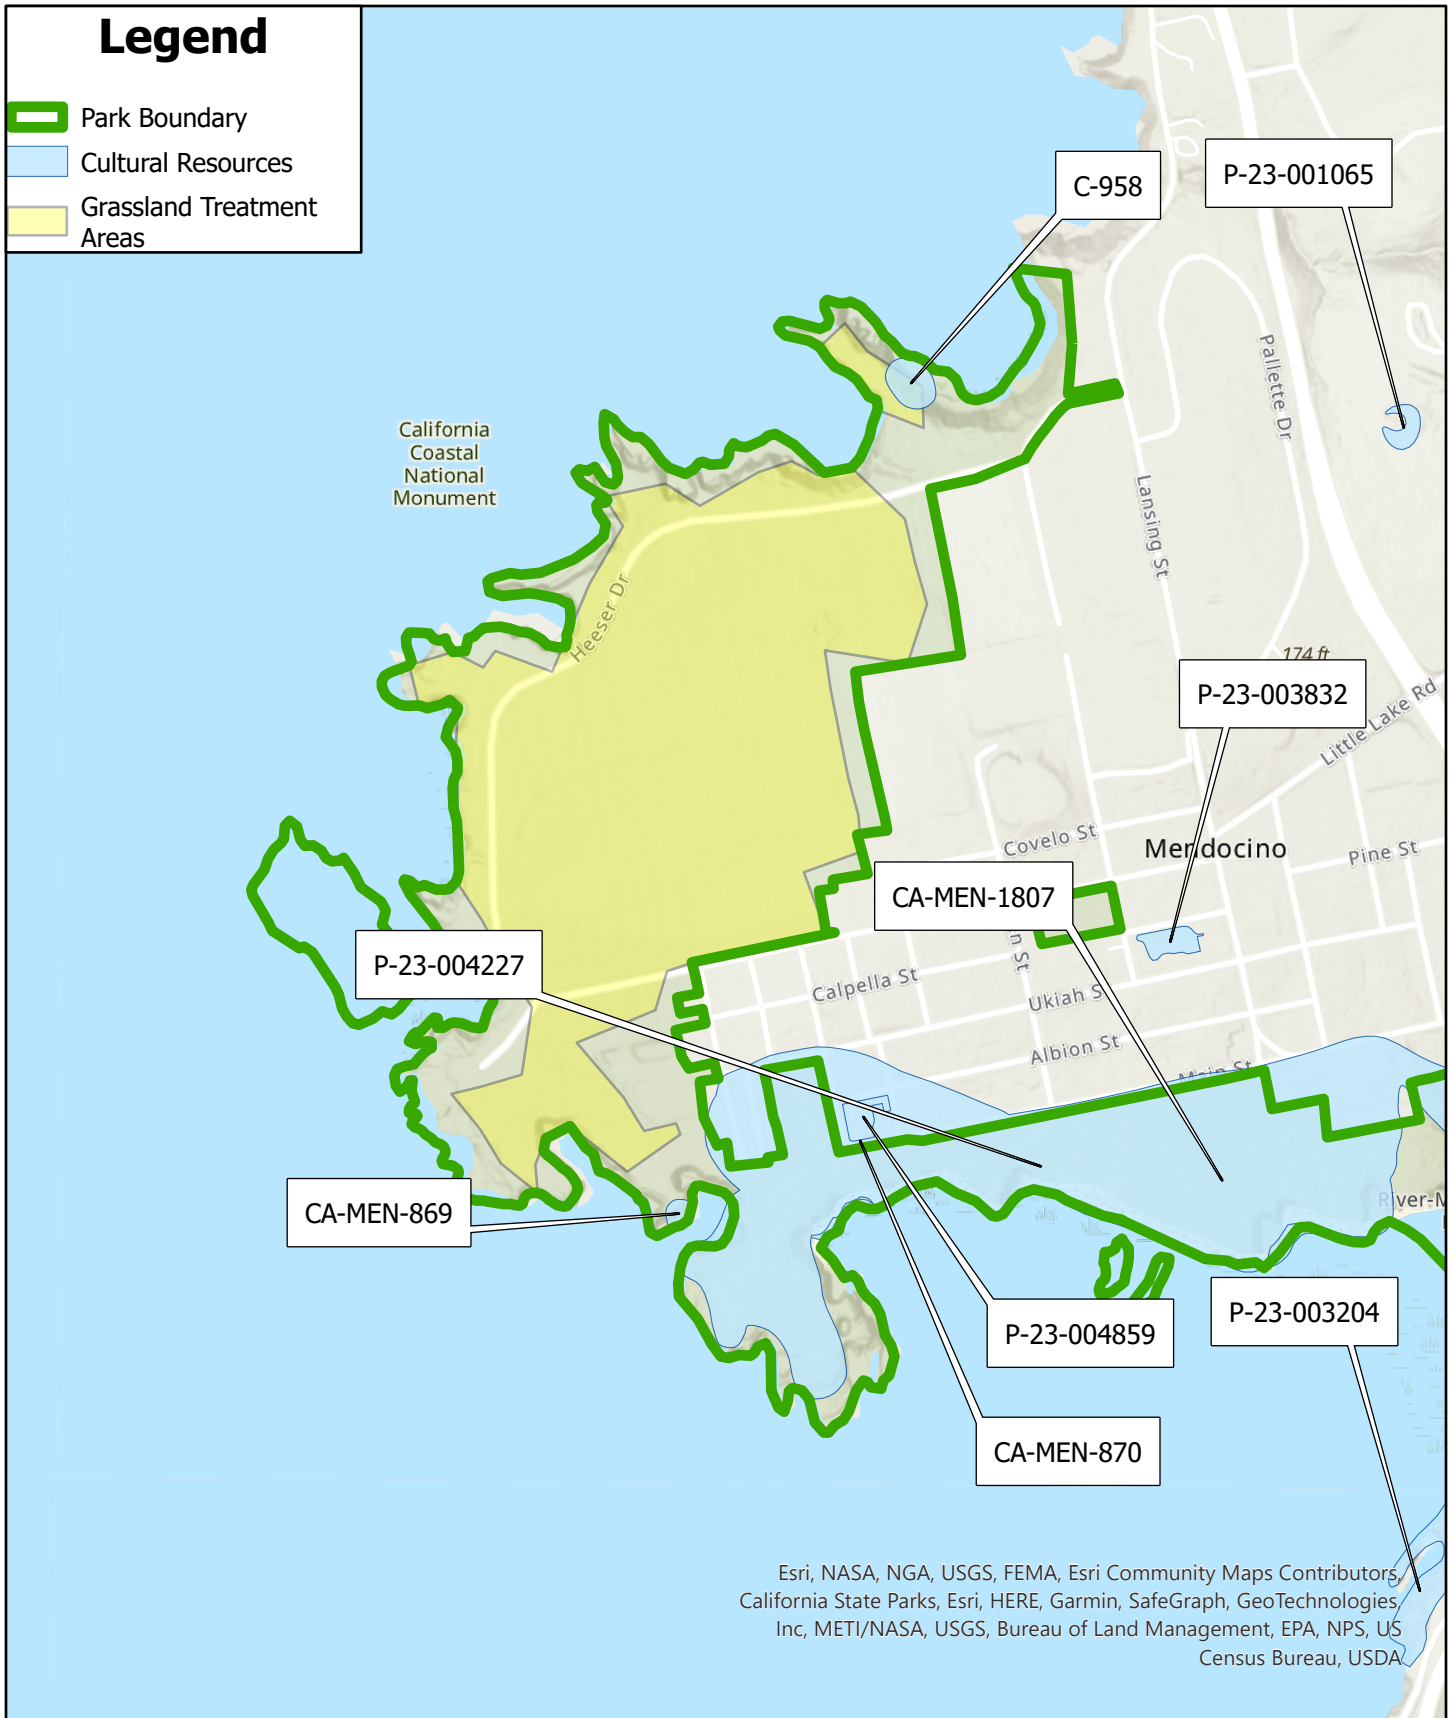 Legend
Park Boundary
Cultural Resources
Grassland Treatment
Areas
C-958
P-23-001065
California
Coastal
National
Monument
Pallette Dr
Lansing St
Heeser Dr
174 ft
P-23-003832
Little Lake Rd
Covelo St
Mendocino
Pine St
CA-MEN-1807
P-23-004227
n St
Calpella St
Ukiah S
Albion St
Main St
CA-MEN-869
River-M
P-23-003204
P-23-004859
CA-MEN-870
Esri, NASA, NGA, USGS, FEMA, Esri Community Maps Contributors,
California State Parks, Esri, HERE, Garmin, SafeGraph, GeoTechnologies,
Inc, METI/NASA, USGS, Bureau of Land Management, EPA, NPS, US
Census Bureau, USDA